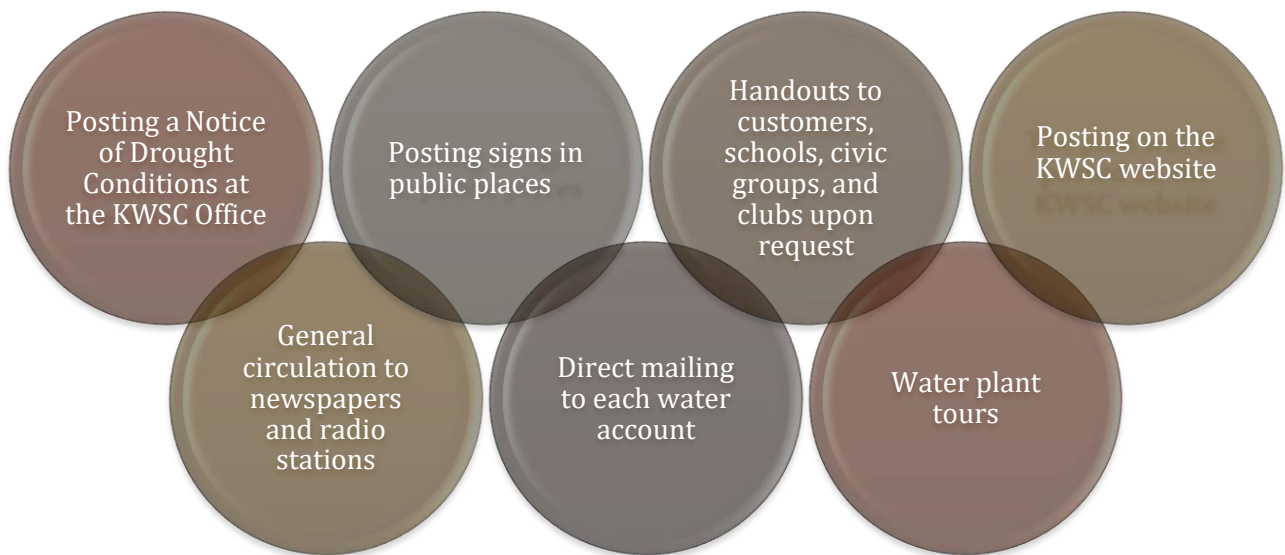 Posting a Notice
of Drought
Conditions at
the KWSC Office
Posting signs in
public places
Handouts to
customers,
schools, civic
groups, and
clubs upon
request
Posting on the
KWSC website
General
circulation to
newspapers
and radio
stations
Direct mailing
to each water
account
Water plant
tours